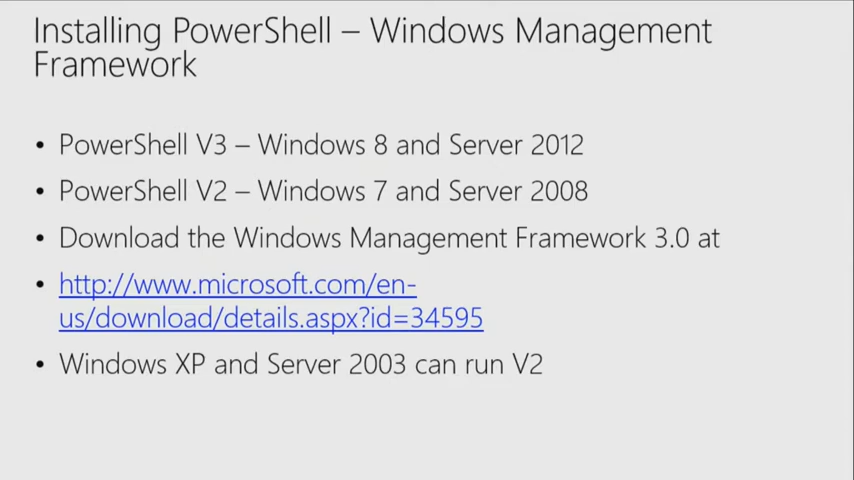 Installing PowerShell – Windows Management
Framework
• PowerShell V3 – Windows 8 and Server 2012
• PowerShell V2 – Windows 7 and Server 2008
• Download the Windows Management Framework 3.0 at
• http://www.microsoft.com/en-
us/download/details.aspx?id=34595
• Windows XP and Server 2003 can run V2